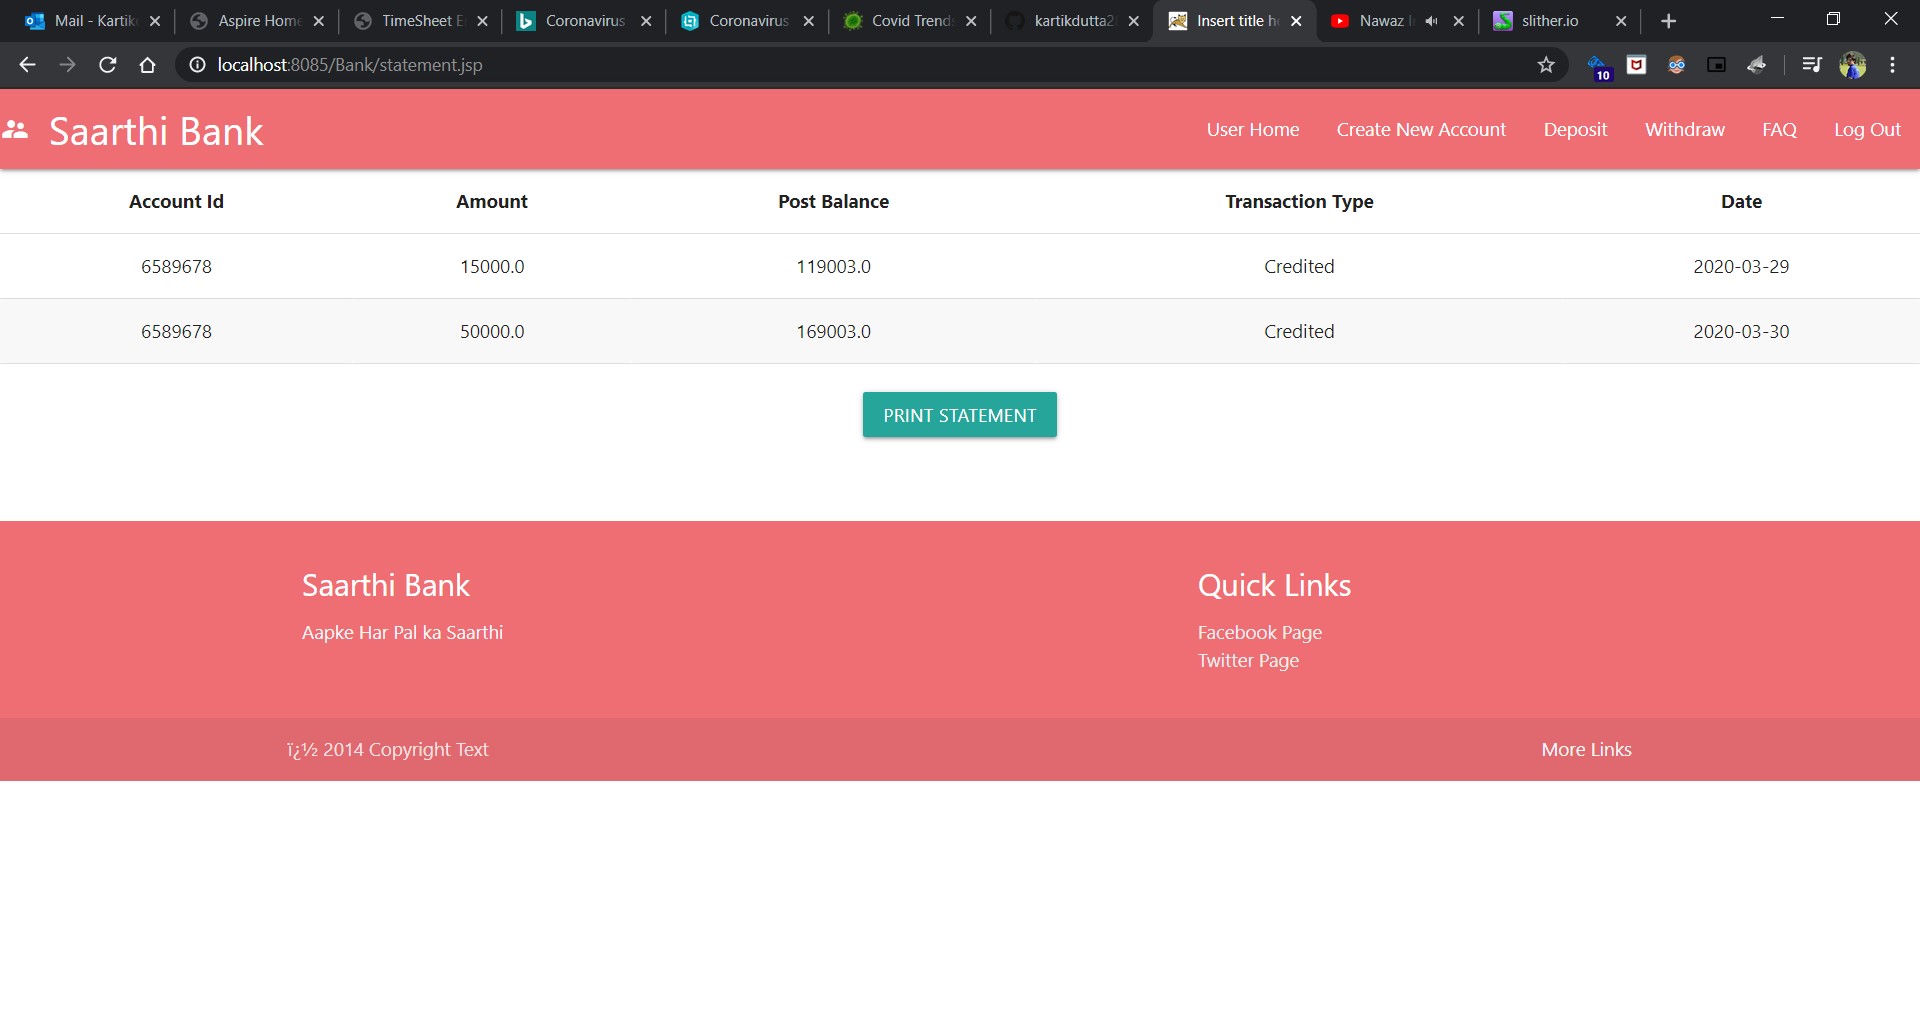 Mail - Kartik
Aspire Home
TimeSheet E
Coronavirus
Coronavirus
Covid Trends
kartikdutta2
Insert title he
Nawaz
slither.io
localhost:8085/Bank/statement.jsp
10
Saarthi Bank
User Home
Create New Account
Deposit
Withdraw
FAQ
Log Out
Account Id Amount Post Balance Transaction Type Date
6589678 15000.0 119003.0 Credited 2020-03-29
6589678 50000.0 169003.0 Credited 2020-03-30
PRINT STATEMENT
Saarthi Bank
Aapke Har Pal ka Saarthi
Quick Links
Facebook Page
Twitter Page
ï¿½ 2014 Copyright Text
More Links